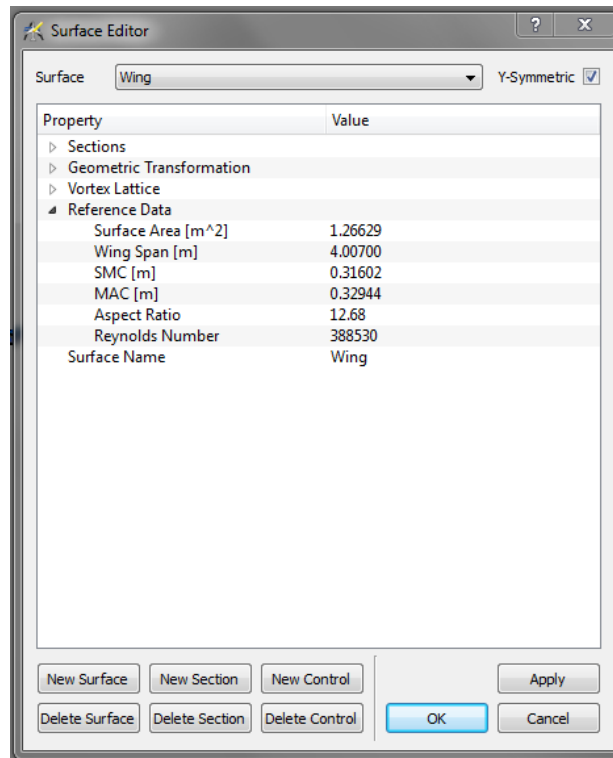 Surface Editor
Surface Wing Y-Symmetric
Property Value
Sections
Geometric Transformation
Vortex Lattice
Reference Data
Surface Area [m^2] 1.26629
Wing Span [m] 4.00700
SMC [m] 0.31602
MAC [m] 0.32944
Aspect Ratio 12.68
Reynolds Number 388530
Surface Name Wing
New Surface New Section New Control Apply
Delete Surface Delete Section Delete Control OK Cancel